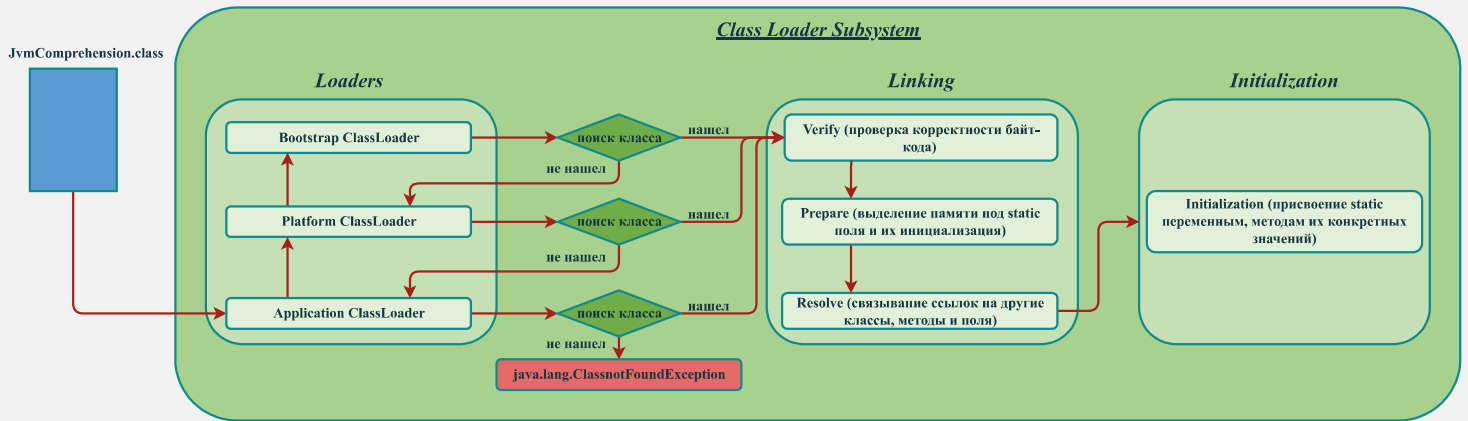 Class Loader Subsystem
JvmComprehension.class
Loaders
Linking
Initialization
Bootstrap ClassLoader
поиск класса
нашел
не нашел
Platform ClassLoader
поиск класса
нашел
не нашел
Application ClassLoader
поиск класса
нашел
не нашел
java.lang.ClassnotFoundException
Verify (проверка корректности байт-
кода)
Prepare (выделение памяти под static
поля и их инициализация)
Resolve (связывание ссылок на другие
классы, методы и поля)
Initialization (присвоение static
переменным, методам их конкретных
значений)